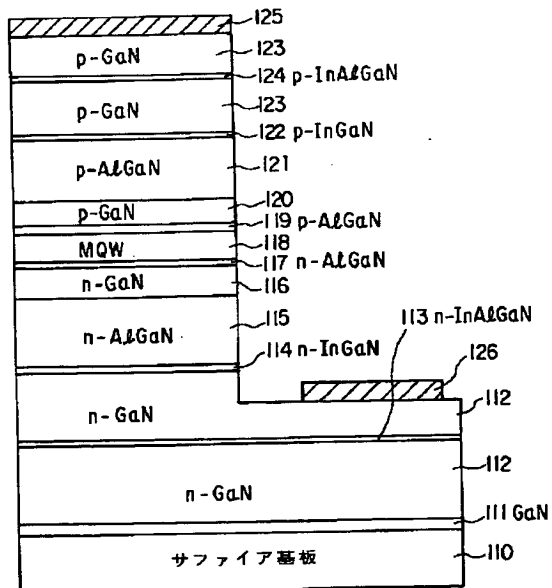 125
p-GaN 123
124 p-InAlGaN
p-GaN 123
122 p-InGaN
p-AlGaN 121
p-GaN 120
119 p-AlGaN
MQW 118
117 n-AlGaN
n-GaN 116
n-AlGaN 115
113 n-InAlGaN
114 n-InGaN
126
n-GaN 112
n-GaN 112
111 GaN
サファイア基板 110